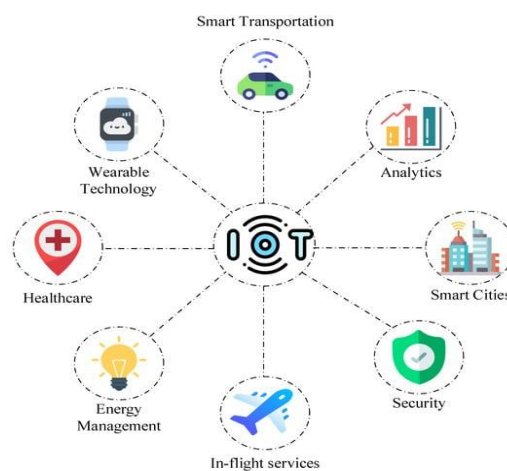 Smart Transportation
Wearable
Technology
Analytics
IOT
Healthcare
Smart Cities
Energy
Management
Security
In-flight services